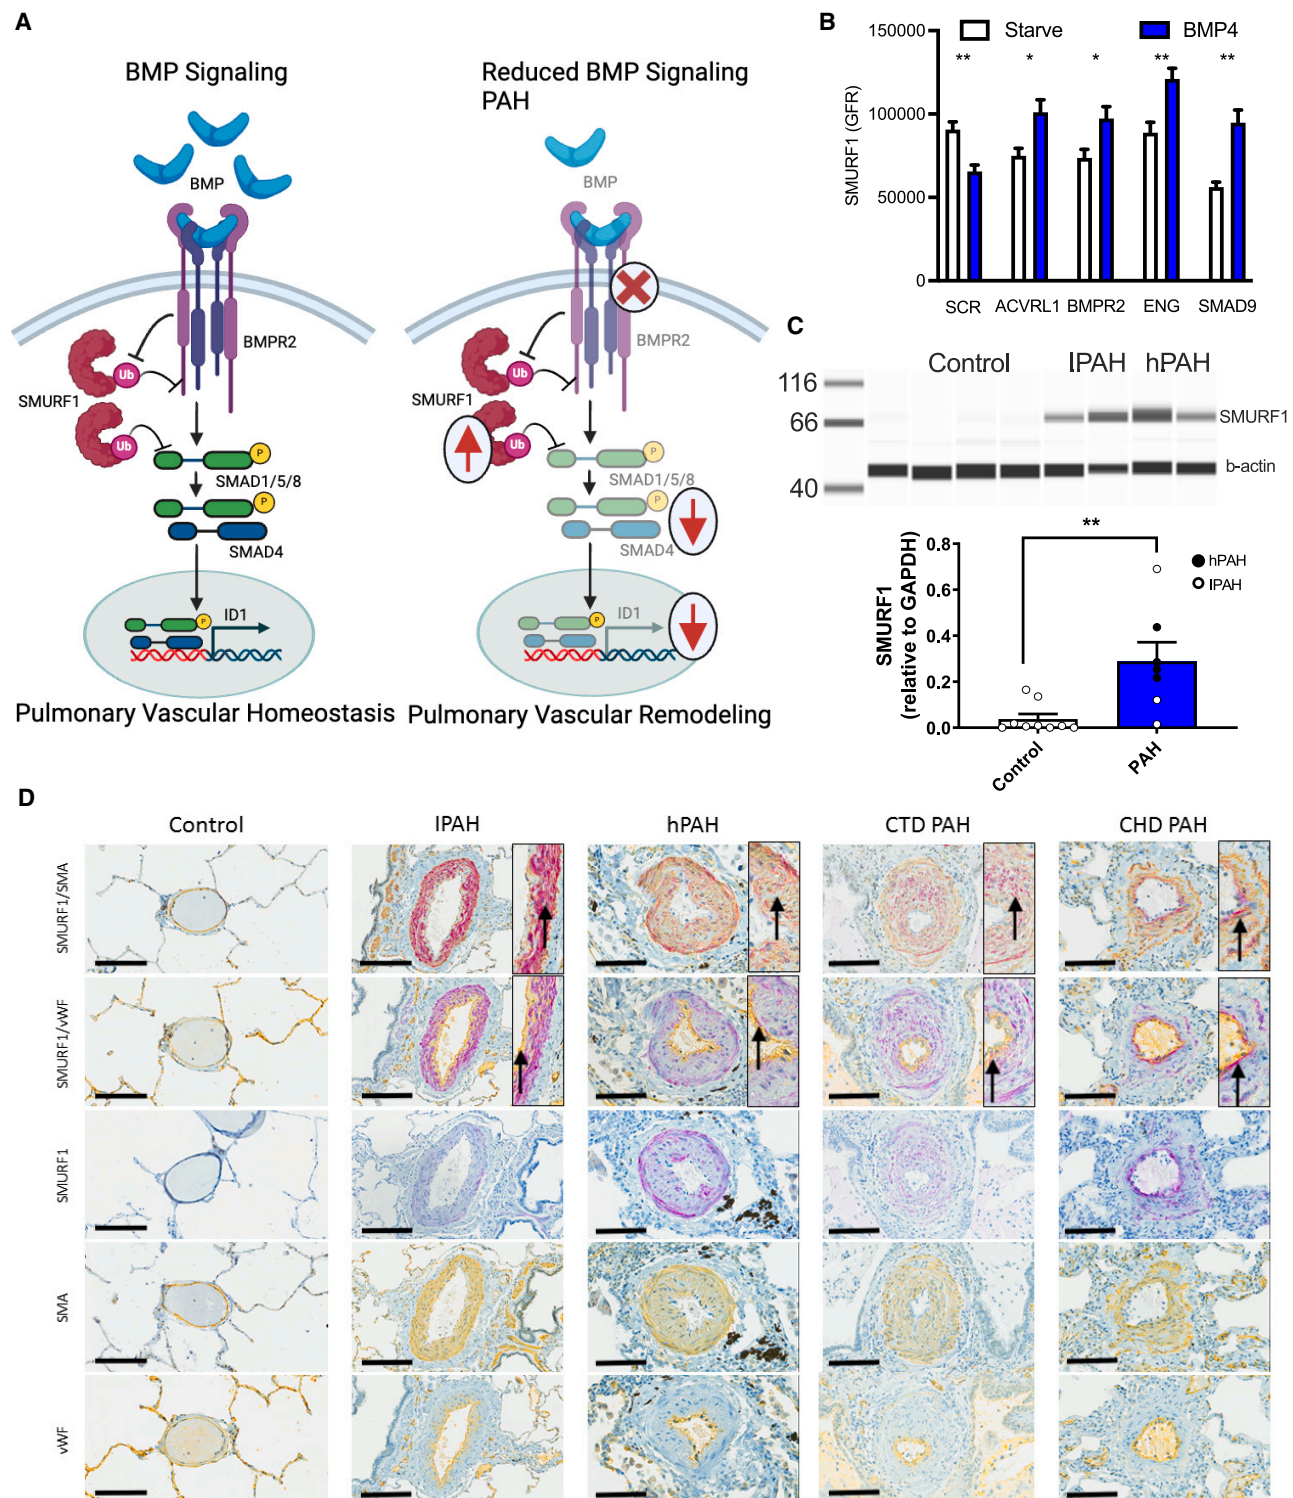 A
BMP Signaling
BMP
BMPR2
Ub
SMURF1
Ub
P
SMAD1/5/8
P
SMAD4
ID1
P
Pulmonary Vascular Homeostasis
Reduced BMP Signaling
PAH
BMP
BMPR2
Ub
SMURF1
Ub
P
SMAD1/5/8
P
SMAD4
ID1
P
Pulmonary Vascular Remodeling
B
Starve
BMP4
150000
100000
50000
0
SMURF1 (GFR)
** * * ** **
SCR ACVRL1 BMPR2 ENG SMAD9
C
Control IPAH hPAH
116
66
40
SMURF1
b-actin
**
0.8
0.6
0.4
0.2
0.0
SMURF1
(relative to GAPDH)
hPAH
IPAH
Control
PAH
D
Control IPAH hPAH CTD PAH CHD PAH
SMURF1/SMA
SMURF1/vWF
SMURF1
SMA
vWF